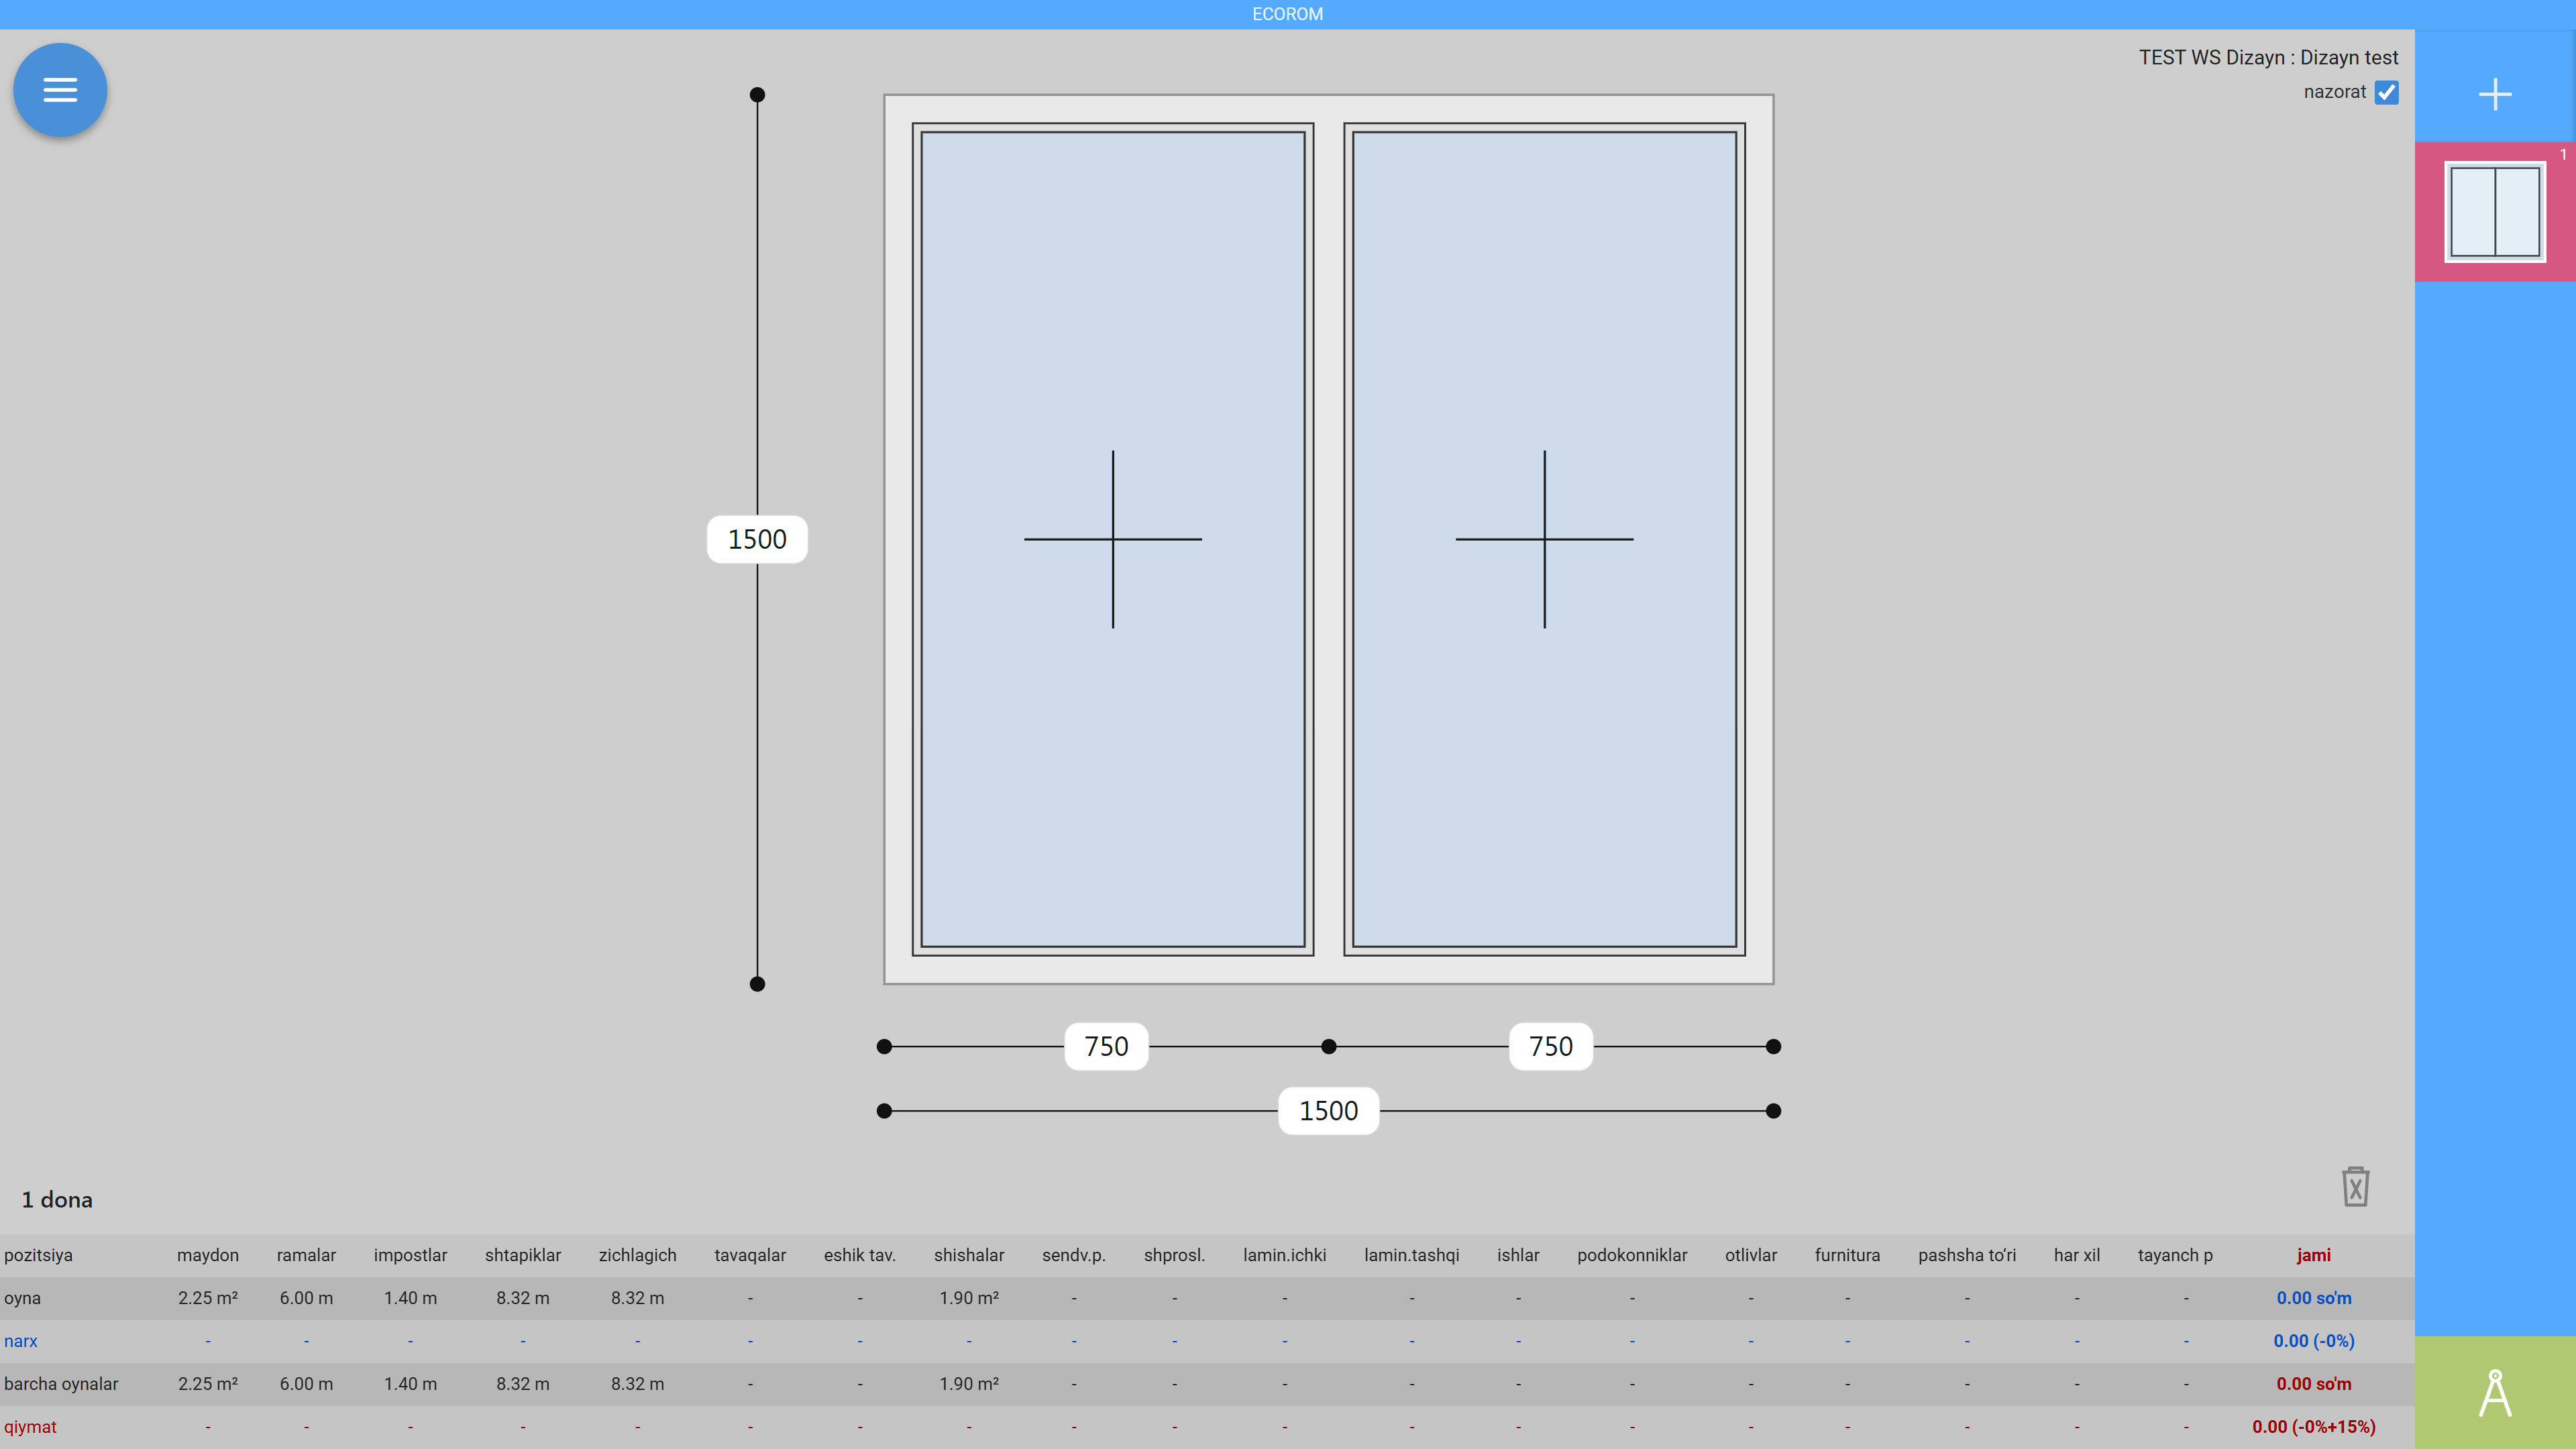 ECOROM
TEST WS Dizayn : Dizayn test
nazorat
1
1500
750 750
1500
1 dona
pozitsiya maydon ramalar impostlar shtapiklar zichlagich tavaqalar eshik tav. shishalar sendv.p. shprosl. lamin.ichki lamin.tashqi ishlar podokonniklar otlivlar furnitura pashsha to‘ri har xil tayanch p jami
oyna 2.25 m² 6.00 m 1.40 m 8.32 m 8.32 m - - 1.90 m² - - - - - - - - - - - 0.00 so'm
narx - - - - - - - - - - - - - - - - - - - 0.00 (-0%)
barcha oynalar 2.25 m² 6.00 m 1.40 m 8.32 m 8.32 m - - 1.90 m² - - - - - - - - - - - 0.00 so'm
qiymat - - - - - - - - - - - - - - - - - - - 0.00 (-0%+15%)